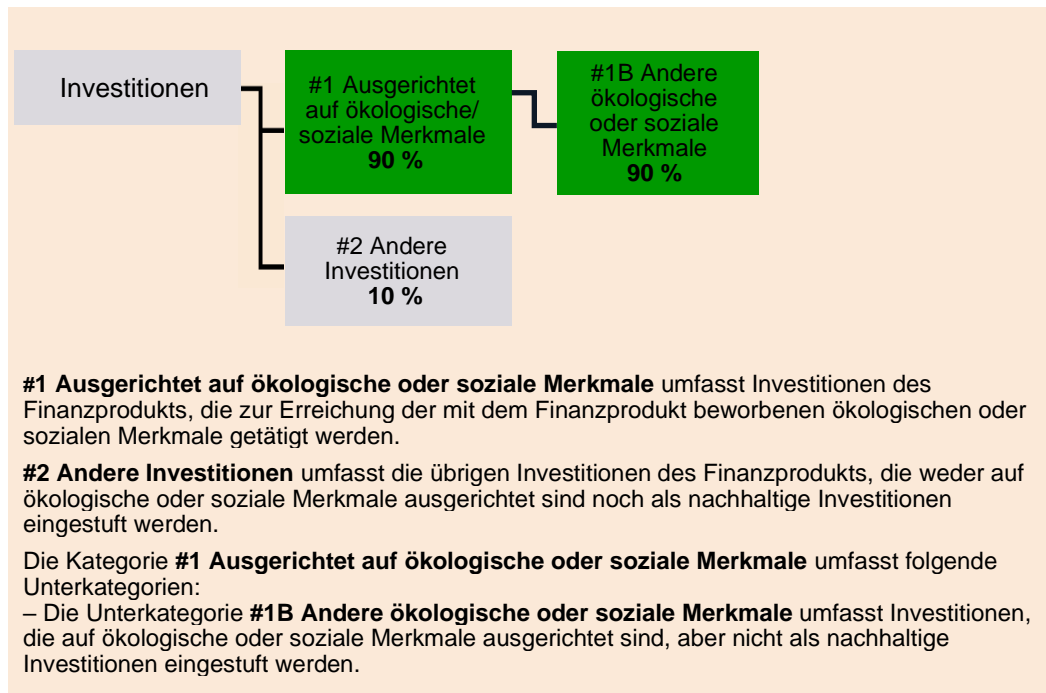 Investitionen
#1 Ausgerichtet
auf ökologische/
soziale Merkmale
90 %
#1B Andere
ökologische
oder soziale
Merkmale
90 %
#2 Andere
Investitionen
10 %
#1 Ausgerichtet auf ökologische oder soziale Merkmale umfasst Investitionen des
Finanzprodukts, die zur Erreichung der mit dem Finanzprodukt beworbenen ökologischen oder
sozialen Merkmale getätigt werden.
#2 Andere Investitionen umfasst die übrigen Investitionen des Finanzprodukts, die weder auf
ökologische oder soziale Merkmale ausgerichtet sind noch als nachhaltige Investitionen
eingestuft werden.
Die Kategorie #1 Ausgerichtet auf ökologische oder soziale Merkmale umfasst folgende
Unterkategorien:
– Die Unterkategorie #1B Andere ökologische oder soziale Merkmale umfasst Investitionen,
die auf ökologische oder soziale Merkmale ausgerichtet sind, aber nicht als nachhaltige
Investitionen eingestuft werden.